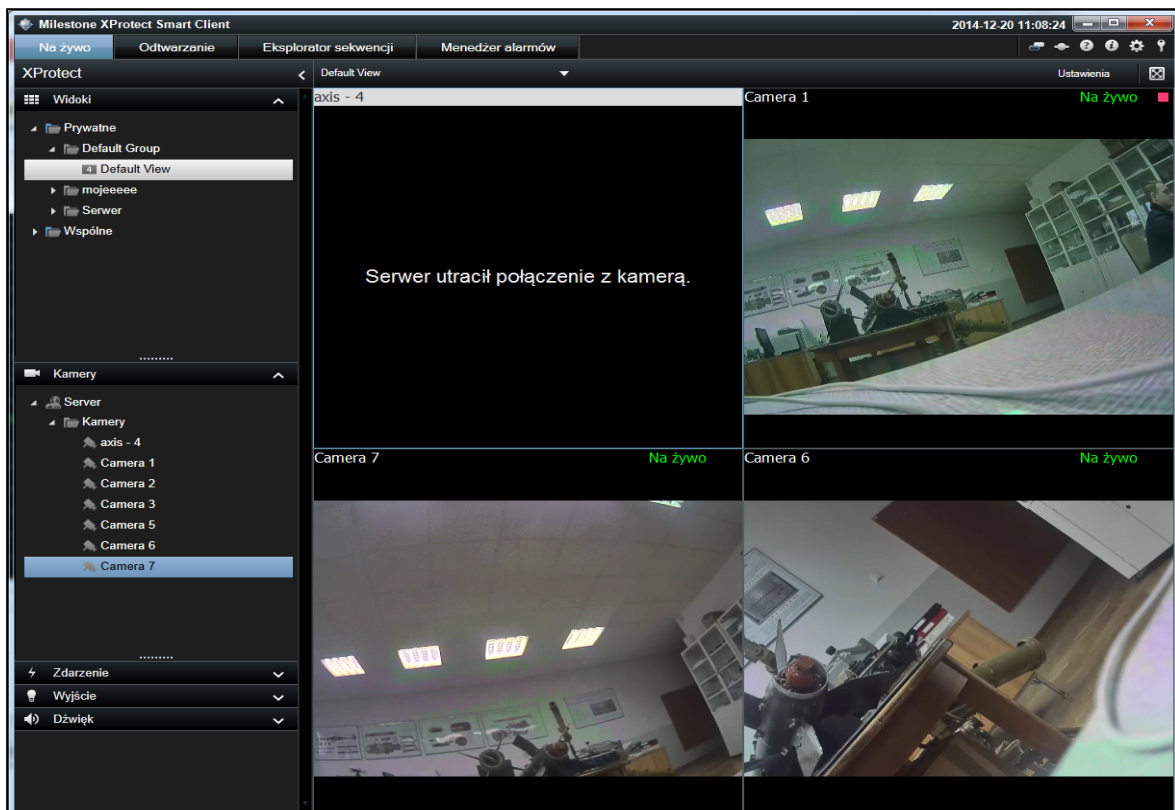 Milestone XProtect Smart Client
2014-12-20 11:08:24
Na żywo
Odtwarzanie
Eksplorator sekwencji
Menedżer alarmów
XProtect
Default View
Ustawienia
Widoki
Prywatne
Default Group
4 Default View
mojeeeee
Serwer
Wspólne
Kamery
Server
Kamery
axis - 4
Camera 1
Camera 2
Camera 3
Camera 5
Camera 6
Camera 7
Zdarzenie
Wyjście
Dźwięk
axis - 4
Serwer utracił połączenie z kamerą.
Camera 1
Na żywo
Camera 7
Na żywo
Camera 6
Na żywo